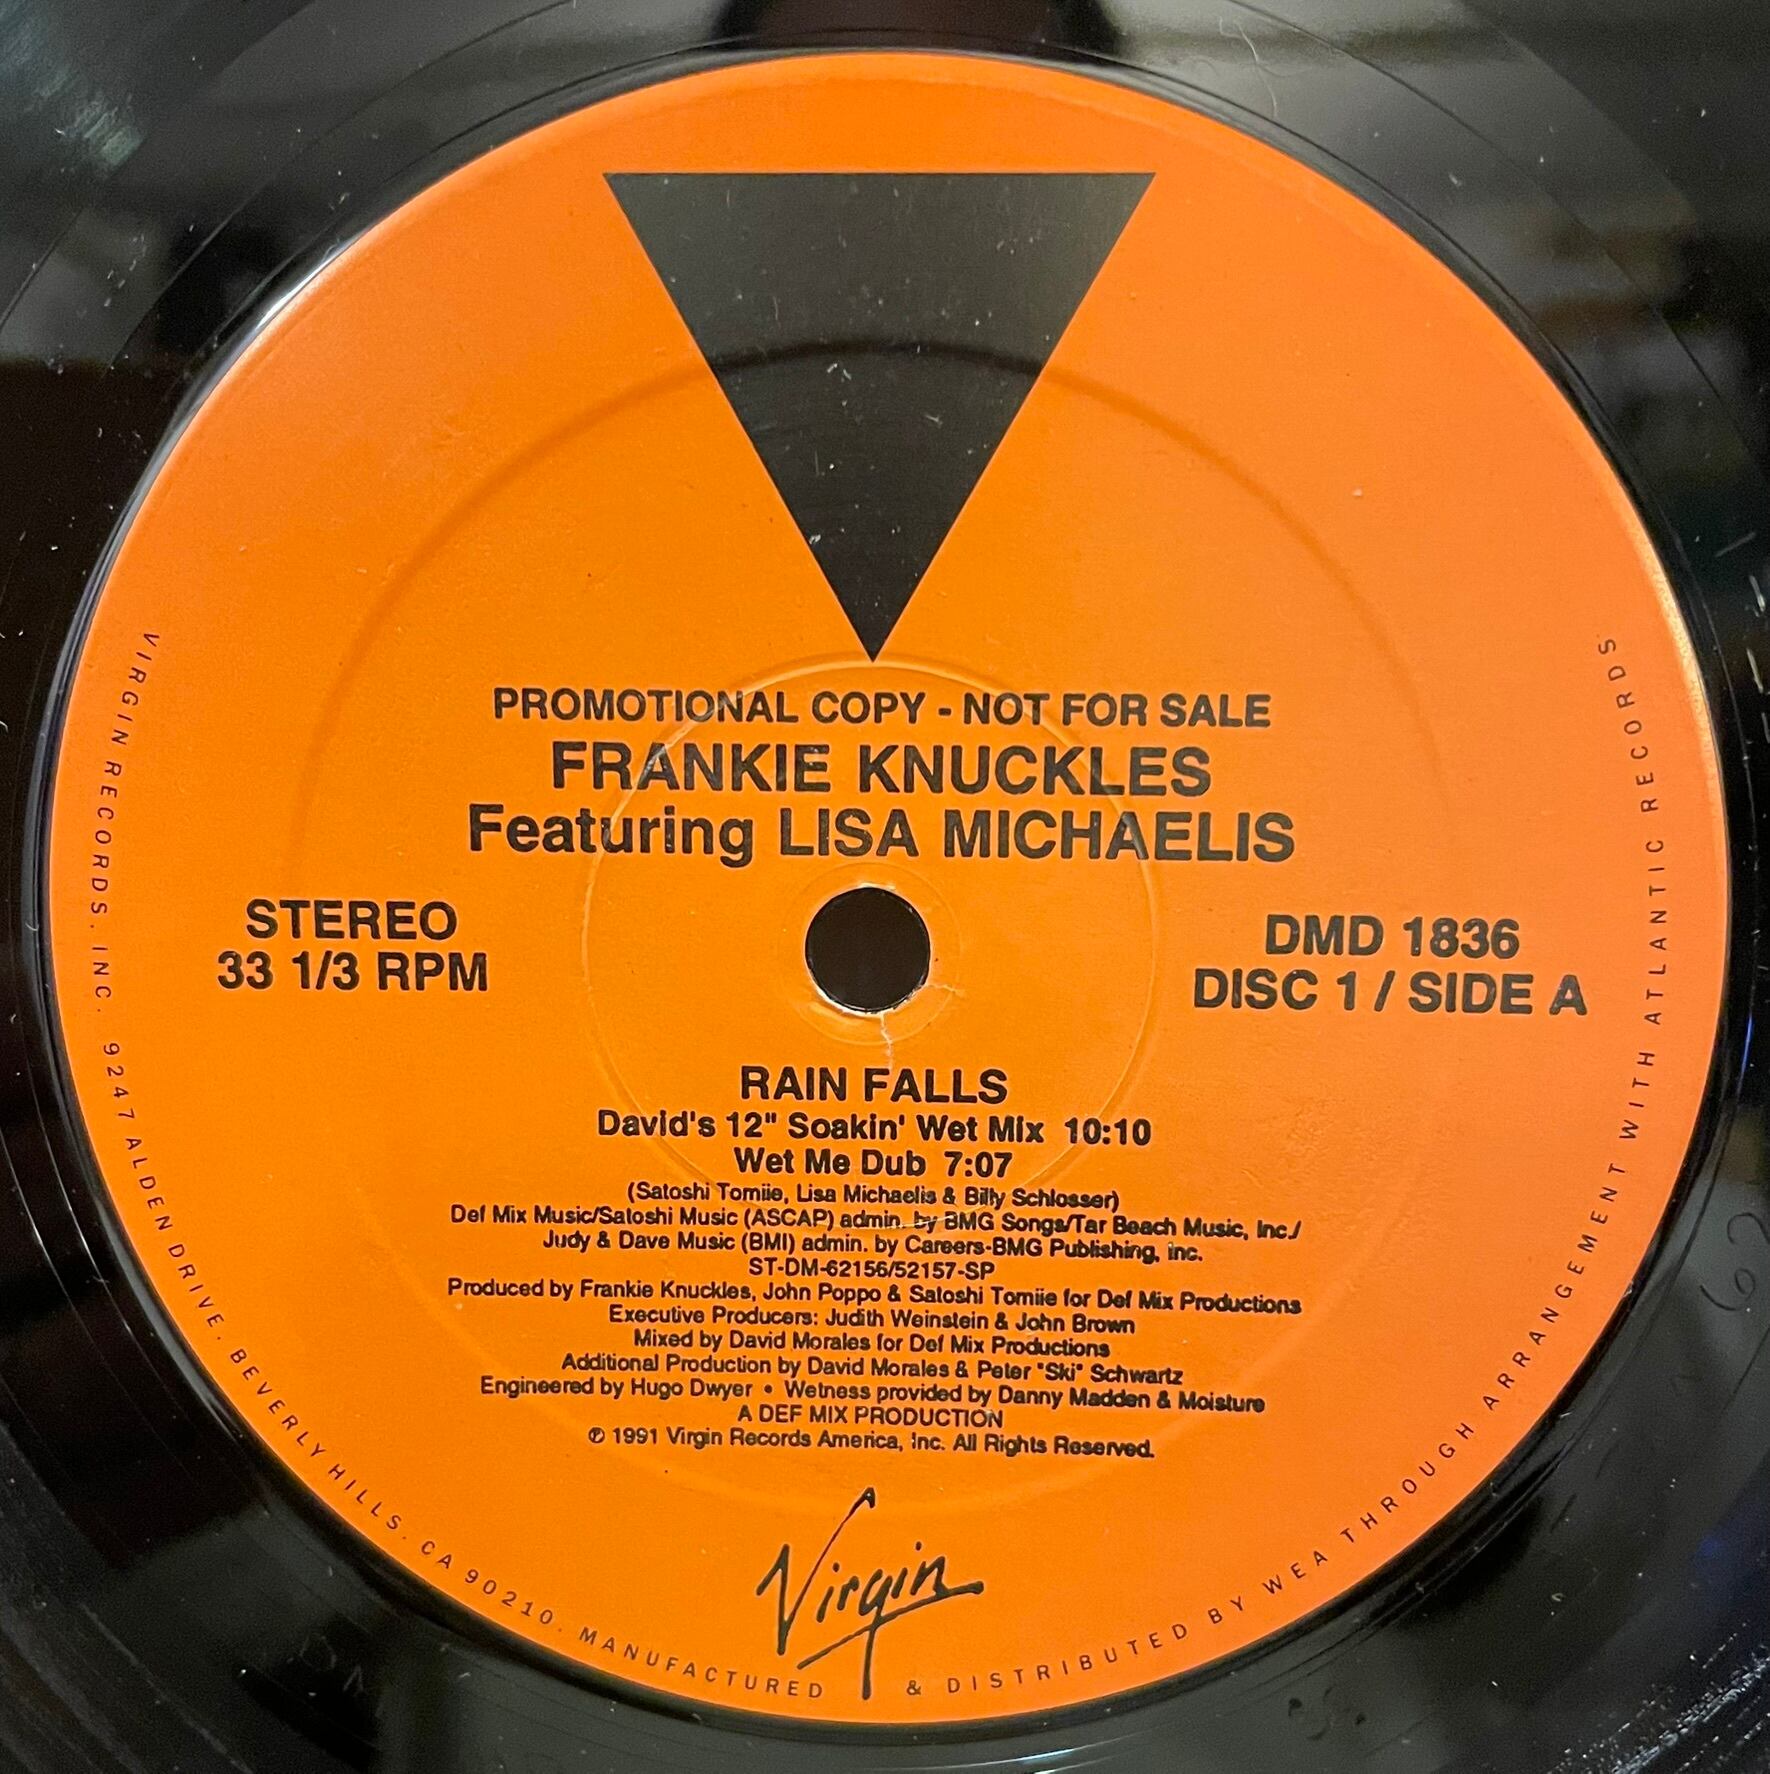 PROMOTIONAL COPY - NOT FOR SALE
FRANKIE KNUCKLES
Featuring LISA MICHAELIS
STEREO
33 1/3 RPM
DMD 1836
DISC 1 / SIDE A
RAIN FALLS
David's 12" Soakin' Wet Mix 10:10
Wet Me Dub 7:07
(Satoshi Tomiie, Lisa Michaelis & Billy Schlosser)
Def Mix Music/Satoshi Music (ASCAP) admin. by BMG Songs/Tar Beach Music, Inc./
Judy & Dave Music (BMI) admin. by Careers-BMG Publishing, Inc.
ST-DM-62156/52157-SP
Produced by Frankie Knuckles, John Poppo & Satoshi Tomiie for Def Mix Productions
Executive Producers: Judith Weinstein & John Brown
Mixed by David Morales for Def Mix Productions
Additional Production by David Morales & Peter "Ski" Schwartz
Engineered by Hugo Dwyer • Wetness provided by Danny Madden & Moisture
A DEF MIX PRODUCTION
℗ 1991 Virgin Records America, Inc. All Rights Reserved.
Virgin
VIRGIN RECORDS, INC. 9247 ALDEN DRIVE. BEVERLY HILLS. CA 90210. MANUFACTURED & DISTRIBUTED BY WEA THROUGH ARRANGEMENT WITH ATLANTIC RECORDS